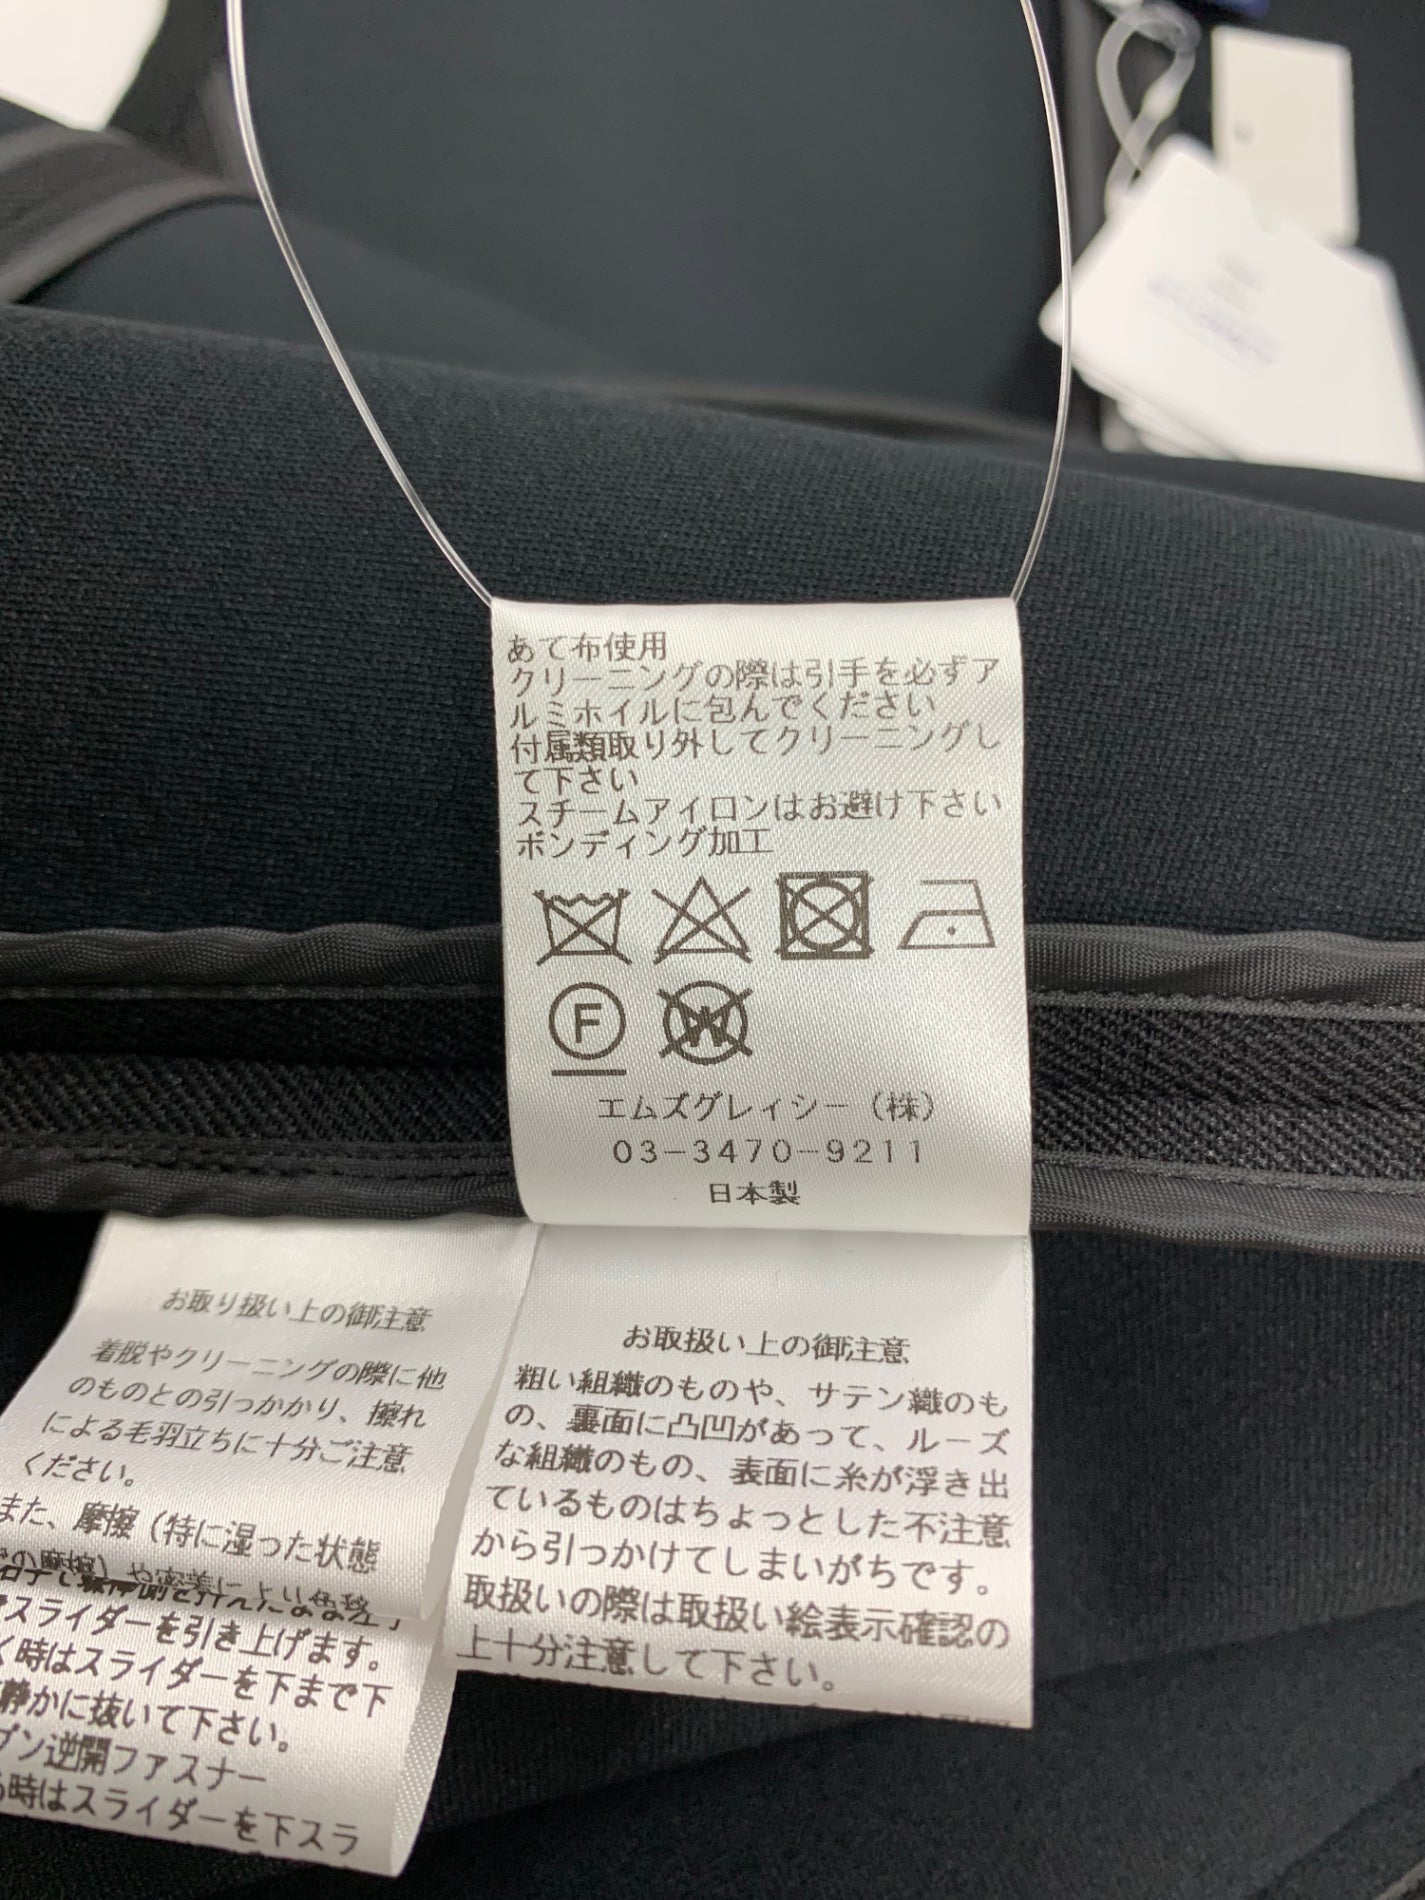 あて布使用
クリーニングの際は引手を必ずア
ルミホイルに包んでください
付属類取り外してクリーニングし
て下さい
スチームアイロンはお避け下さい
ボンディング加工
F
W
エムズグレイシー（株）
03-3470-9211
日本製
お取り扱い上の御注意
着脱やクリーニングの際に他
のものとの引っかかり、擦れ
による毛羽立ちに十分ご注意
ください。
また、摩擦（特に湿った状態
での摩擦）や密着により色移
スライダーを引き上げます。
く時はスライダーを下まで下
静かに抜いて下さい。
プン逆開ファスナー
る時はスライダーを下スラ
お取扱い上の御注意
粗い組織のものや、サテン織のも
の、裏面に凸凹があって、ルーズ
な組織のもの、表面に糸が浮き出
ているものはちょっとした不注意
から引っかけてしまいがちです。
取扱いの際は取扱い絵表示確認の
上十分注意して下さい。